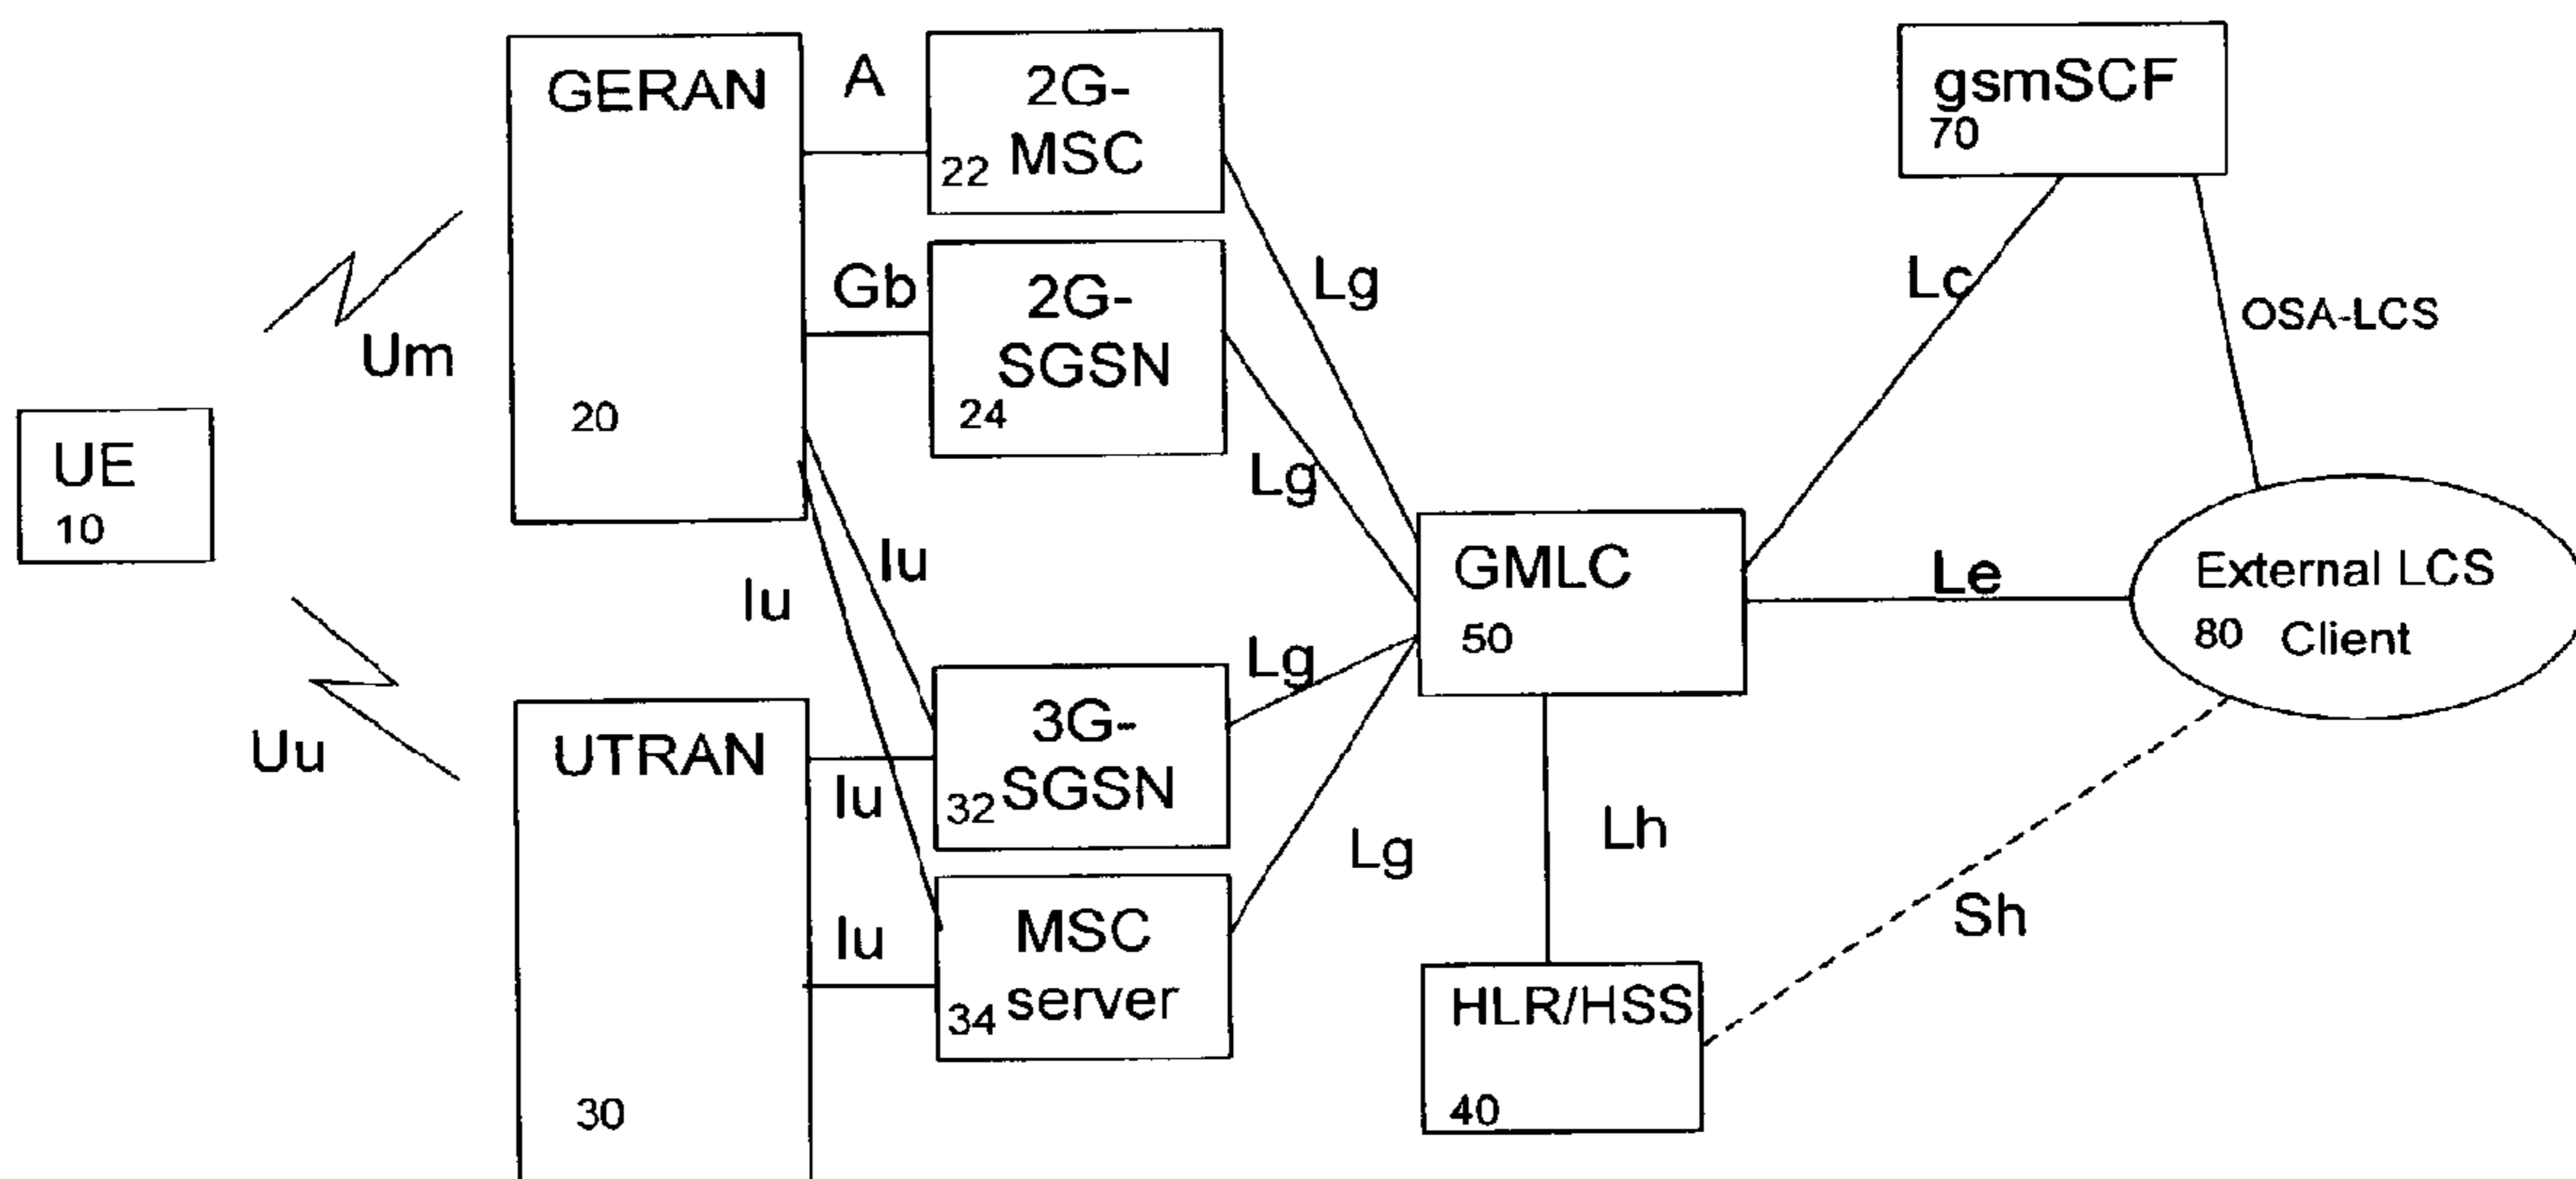 GERAN
20
A
2G-
MSC
22
gsmSCF
70
Um
Gb
2G-
SGSN
24
Lg
Lg
Lc
OSA-LCS
UE
10
Iu
Iu
GMLC
50
Le
External LCS
80 Client
Uu
UTRAN
30
Iu
3G-
32 SGSN
Lg
Lg
Lh
Sh
Iu
MSC
34 server
HLR/HSS
40